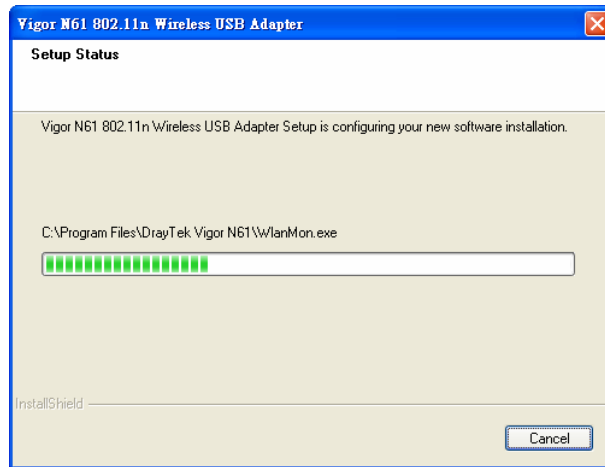 Vigor N61 802.11n Wireless USB Adapter
Setup Status
Vigor N61 802.11n Wireless USB Adapter Setup is configuring your new software installation.
C:\Program Files\DrayTek Vigor N61\WlanMon.exe
InstallShield
Cancel